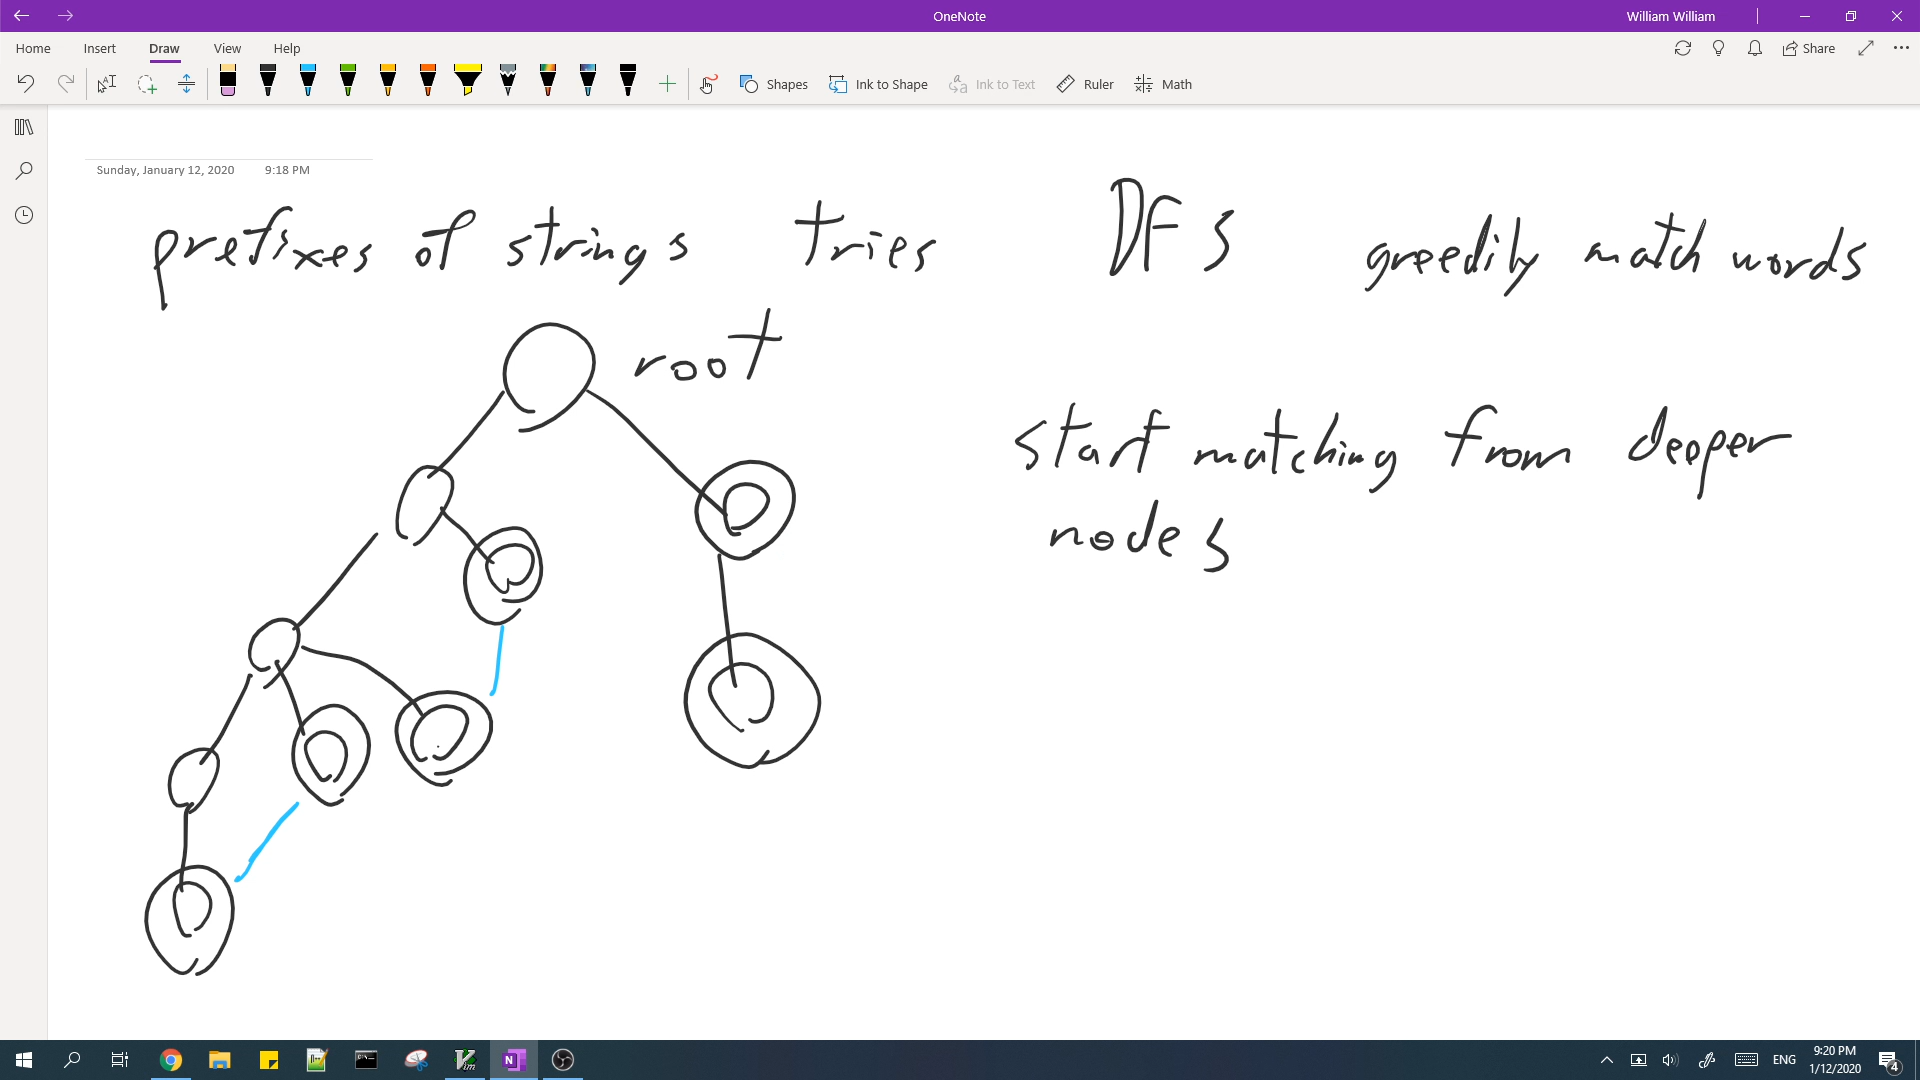 OneNote
William William
Home Insert Draw View Help
Share
Shapes Ink to Shape Ink to Text Ruler Math
Sunday, January 12, 2020 9:18 PM
prefixes of strings tries DFS greedily match words
root
start matching from deeper
nodes
ENG
9:20 PM
1/12/2020
4